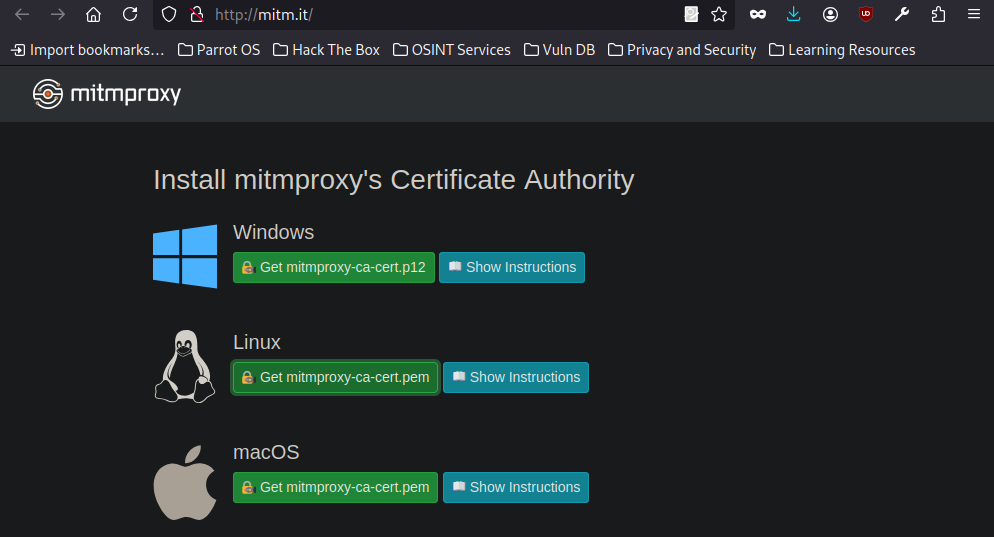 http://mitm.it/
Import bookmarks... Parrot OS Hack The Box OSINT Services Vuln DB Privacy and Security Learning Resources
mitmproxy
Install mitmproxy's Certificate Authority
Windows
Get mitmproxy-ca-cert.p12 Show Instructions
Linux
Get mitmproxy-ca-cert.pem Show Instructions
macOS
Get mitmproxy-ca-cert.pem Show Instructions